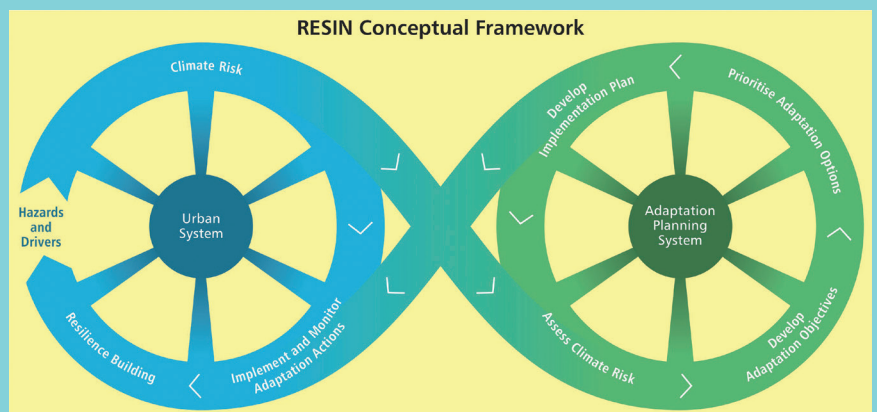 RESIN Conceptual Framework
Climate Risk
Hazards
and
Drivers
Urban
System
Resilience Building
Implement and Monitor
Adaptation Actions
Develop
Implementation Plan
Prioritise Adaptation Options
Adaptation
Planning
System
Assess Climate Risk
Develop
Adaptation Objectives